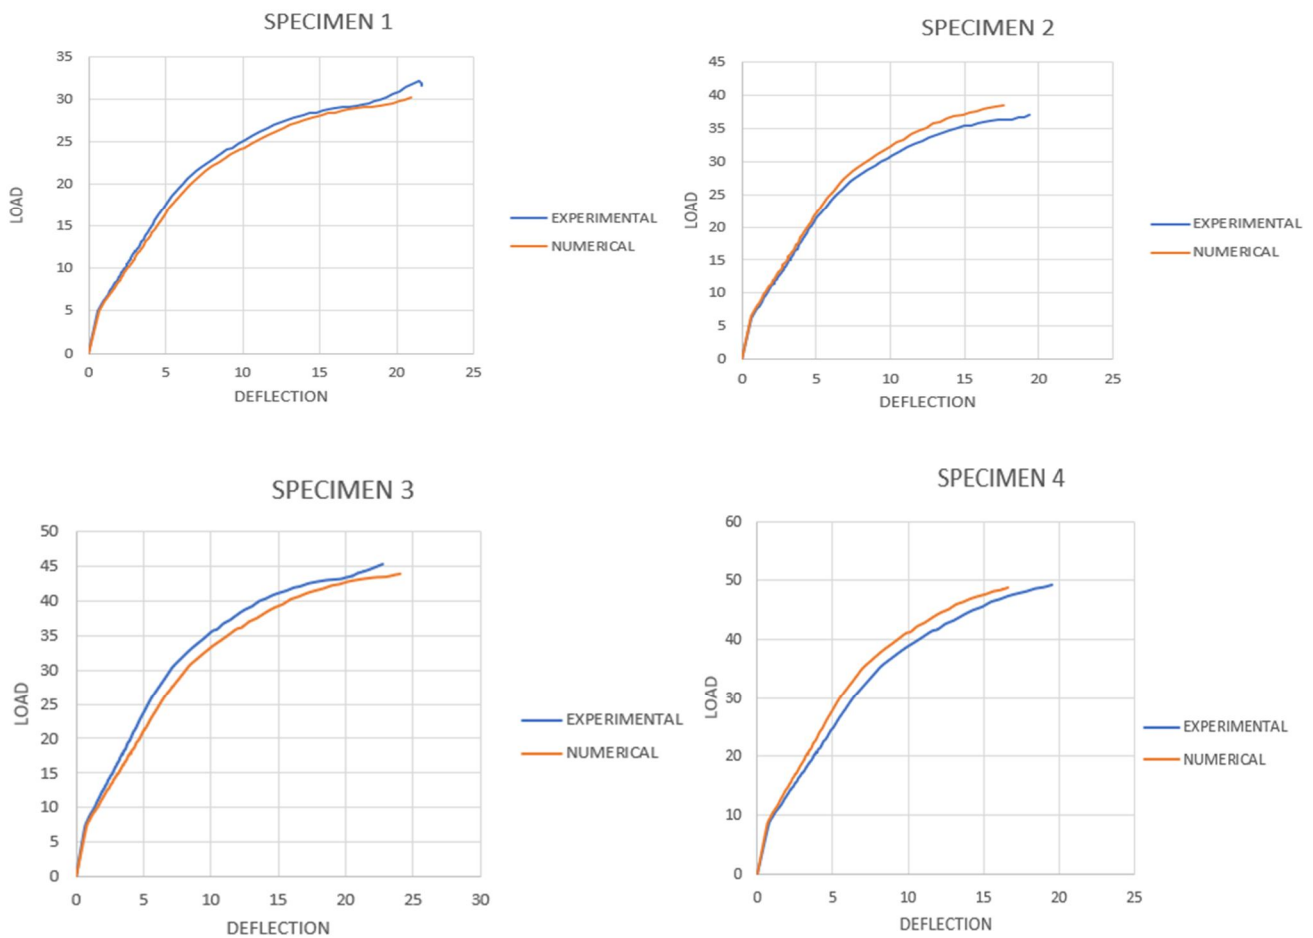 SPECIMEN 1
35
30
25
20
15
10
5
0
LOAD
0 5 10 15 20 25
DEFLECTION
EXPERIMENTAL
NUMERICAL
SPECIMEN 2
45
40
35
30
25
20
15
10
5
0
LOAD
0 5 10 15 20 25
DEFLECTION
EXPERIMENTAL
NUMERICAL
SPECIMEN 3
50
45
40
35
30
25
20
15
10
5
0
LOAD
0 5 10 15 20 25 30
DEFLECTION
EXPERIMENTAL
NUMERICAL
SPECIMEN 4
60
50
40
30
20
10
0
LOAD
0 5 10 15 20 25
DEFLECTION
EXPERIMENTAL
NUMERICAL